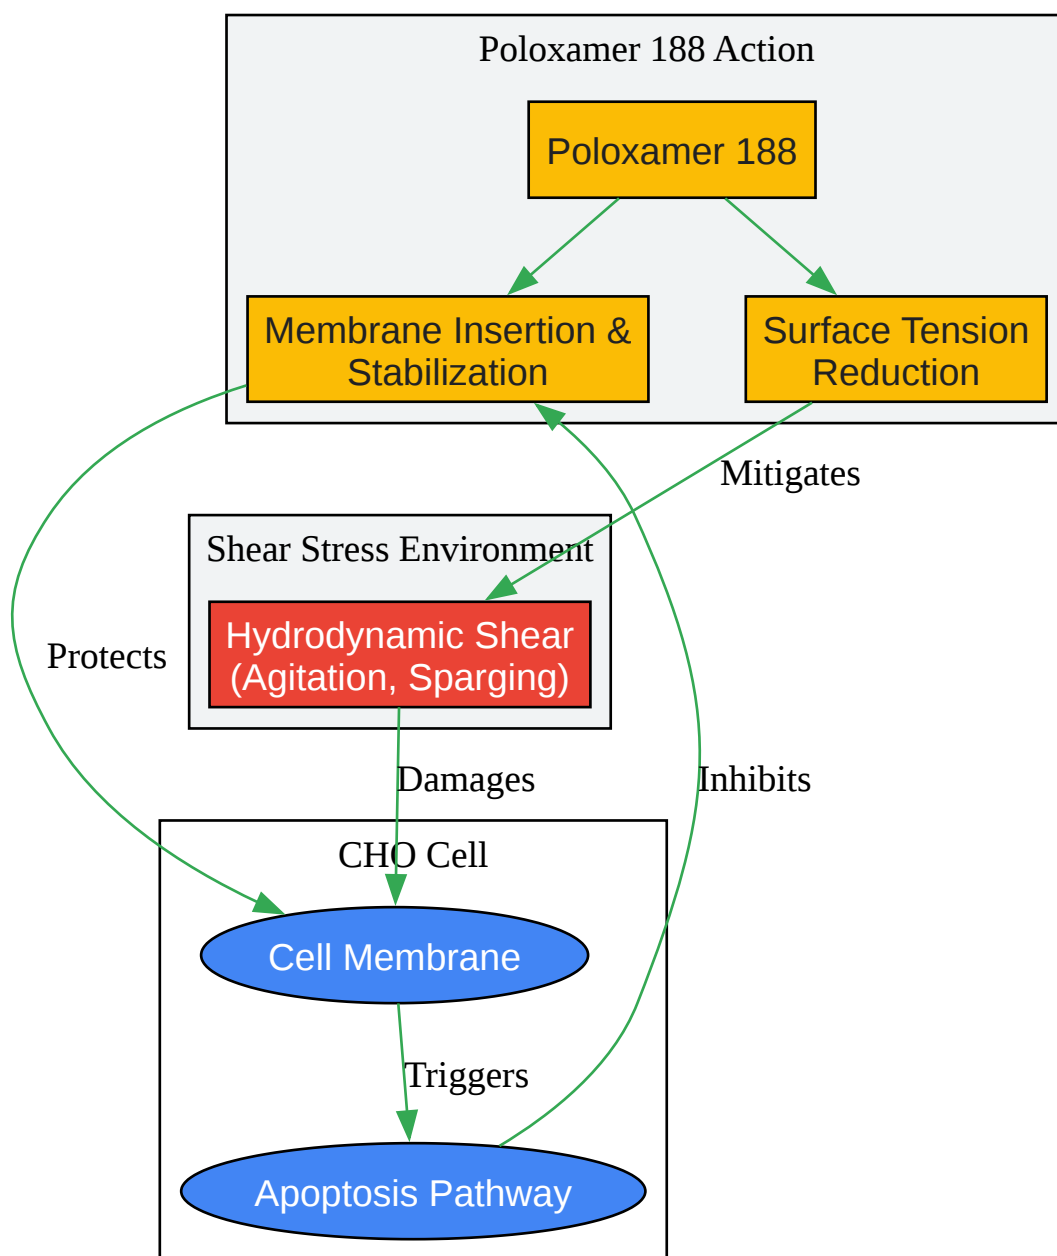 Poloxamer 188 Action
Poloxamer 188
Membrane Insertion &
Stabilization
Surface Tension
Reduction
Mitigates
Shear Stress Environment
Hydrodynamic Shear
(Agitation, Sparging)
Protects
Damages
Inhibits
CHO Cell
Cell Membrane
Triggers
Apoptosis Pathway